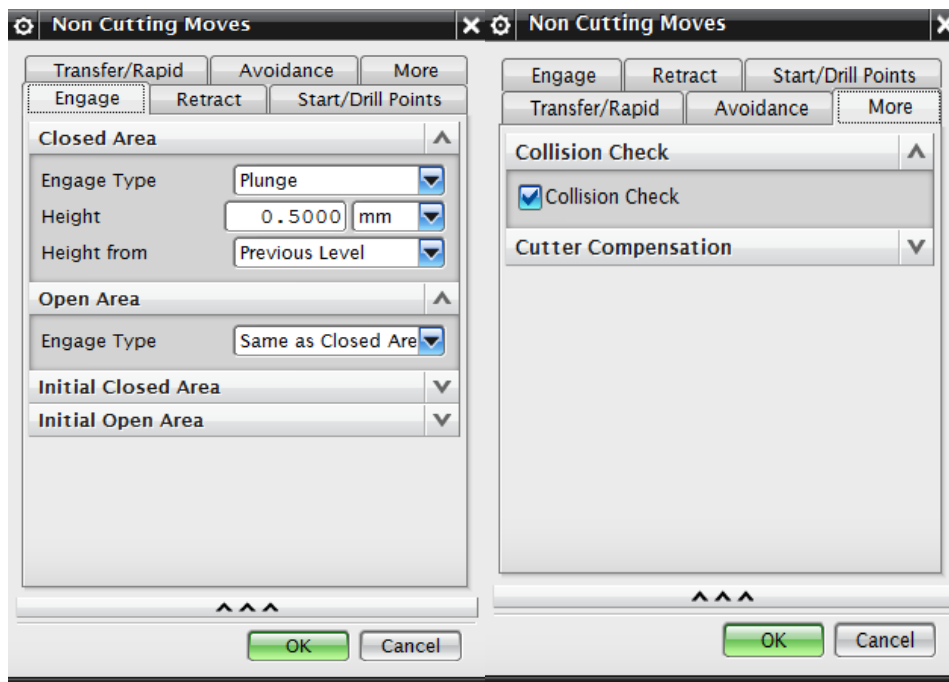 Non Cutting Moves
Transfer/Rapid Avoidance More
Engage Retract Start/Drill Points
Closed Area
Engage Type Plunge
Height 0.5000 mm
Height from Previous Level
Open Area
Engage Type Same as Closed Are
Initial Closed Area
Initial Open Area
OK Cancel
Non Cutting Moves
Engage Retract Start/Drill Points
Transfer/Rapid Avoidance More
Collision Check
Collision Check
Cutter Compensation
OK Cancel